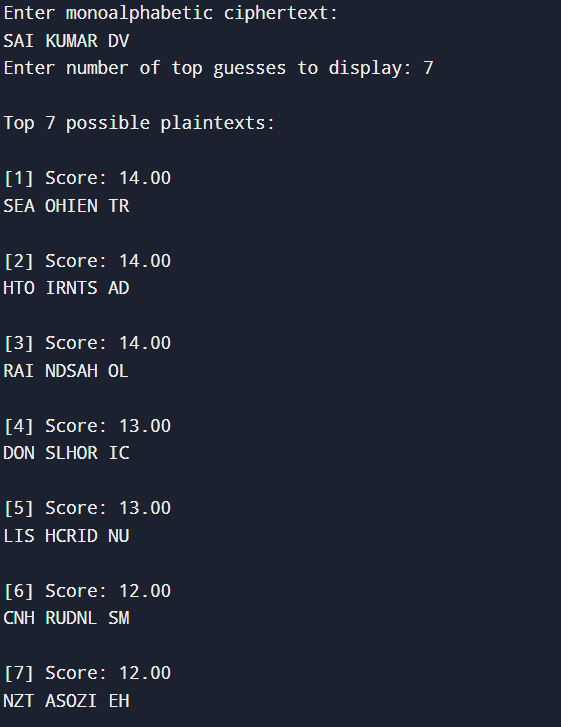 Enter monoalphabetic ciphertext:
SAI KUMAR DV
Enter number of top guesses to display: 7
Top 7 possible plaintexts:
[1] Score: 14.00
SEA OHIEN TR
[2] Score: 14.00
HTO IRNTS AD
[3] Score: 14.00
RAI NDSAH OL
[4] Score: 13.00
DON SLHOR IC
[5] Score: 13.00
LIS HCRID NU
[6] Score: 12.00
CNH RUDNL SM
[7] Score: 12.00
NZT ASOZI EH